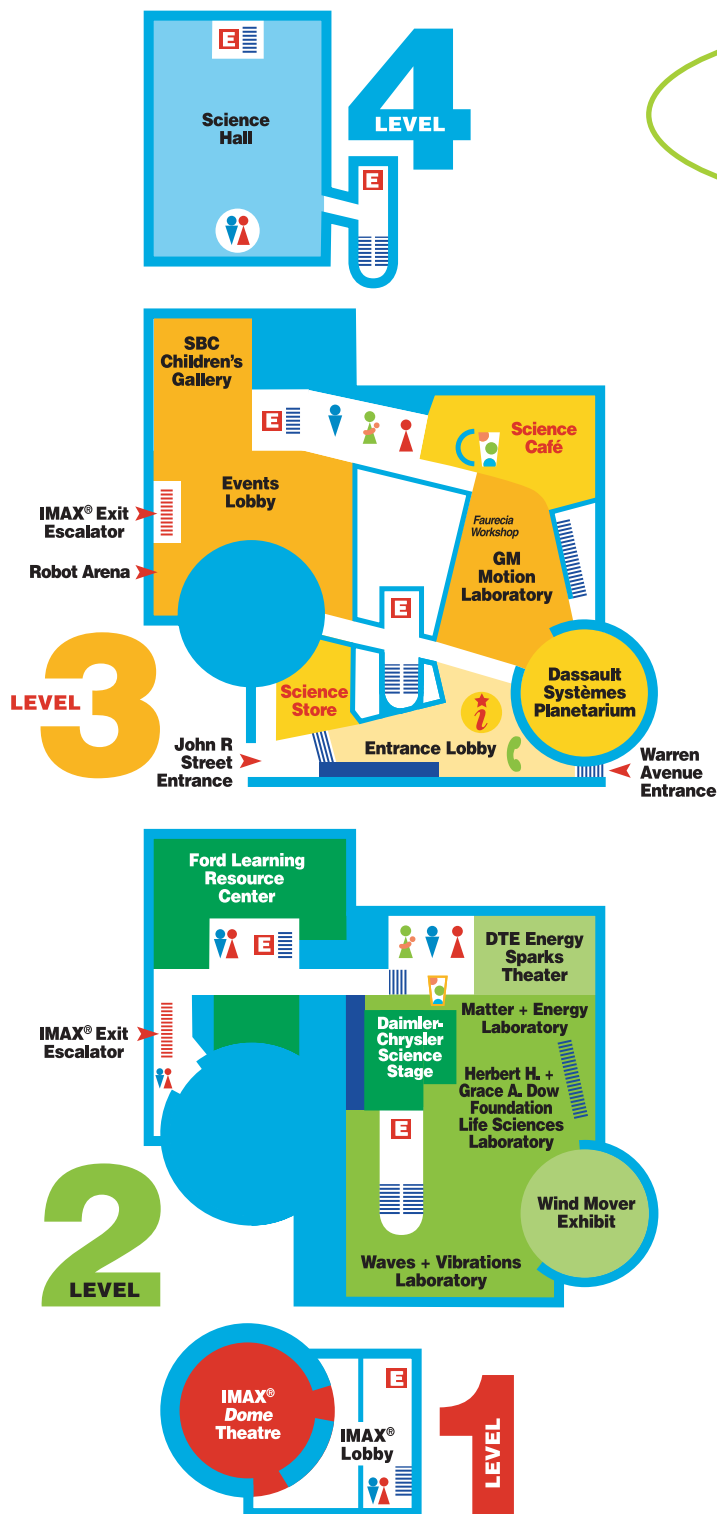 E
Science
Hall
4
LEVEL
E
SBC
Children's
Gallery
E
Science
Café
Events
Lobby
IMAX® Exit
Escalator
Faurecia
Workshop
GM
Motion
Laboratory
Robot Arena
E
3
LEVEL
Science
Store
Dassault
Systèmes
Planetarium
i
John R
Street
Entrance
Entrance Lobby
Warren
Avenue
Entrance
Ford Learning
Resource
Center
E
DTE Energy
Sparks
Theater
IMAX® Exit
Escalator
Daimler-
Chrysler
Science
Stage
Matter + Energy
Laboratory
Herbert H. +
Grace A. Dow
Foundation
Life Sciences
Laboratory
E
2
LEVEL
Wind Mover
Exhibit
Waves + Vibrations
Laboratory
IMAX®
Dome
Theatre
E
IMAX®
Lobby
1
LEVEL